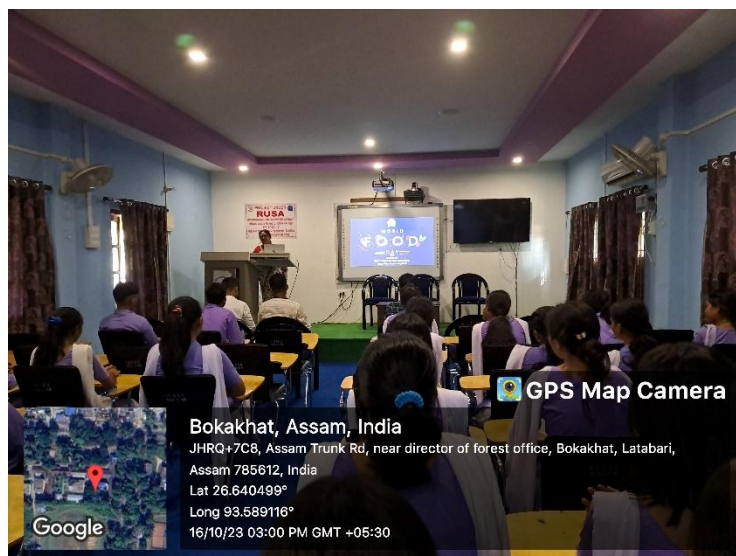 RUSA
WORLD
FOOD
GPS Map Camera
Bokakhat, Assam, India
JHRQ+7C8, Assam Trunk Rd, near director of forest office, Bokakhat, Latabari,
Assam 785612, India
Lat 26.640499°
Long 93.589116°
16/10/23 03:00 PM GMT +05:30
Google